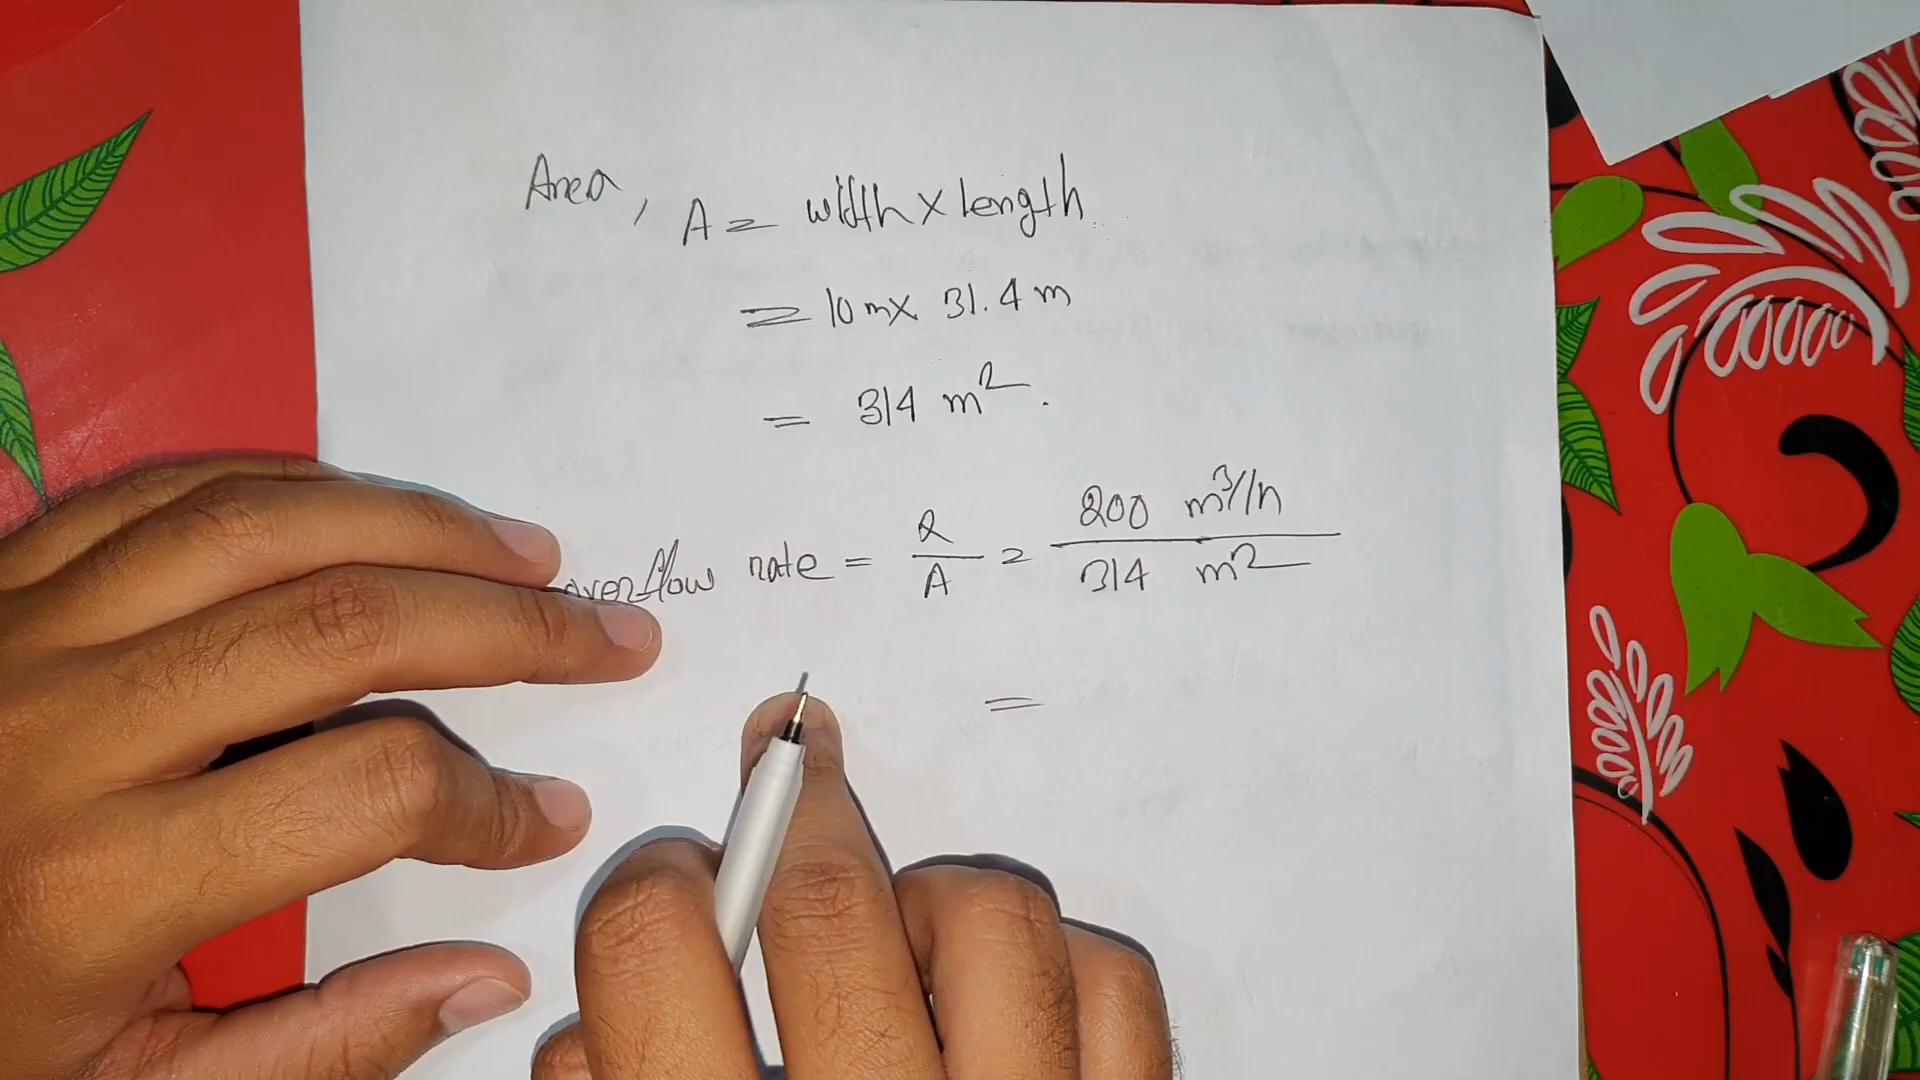 Area, A = width x length
= 10 m x 31.4 m
= 314 m².
overflow rate = Q/A = 200 m³/h / 314 m²
=